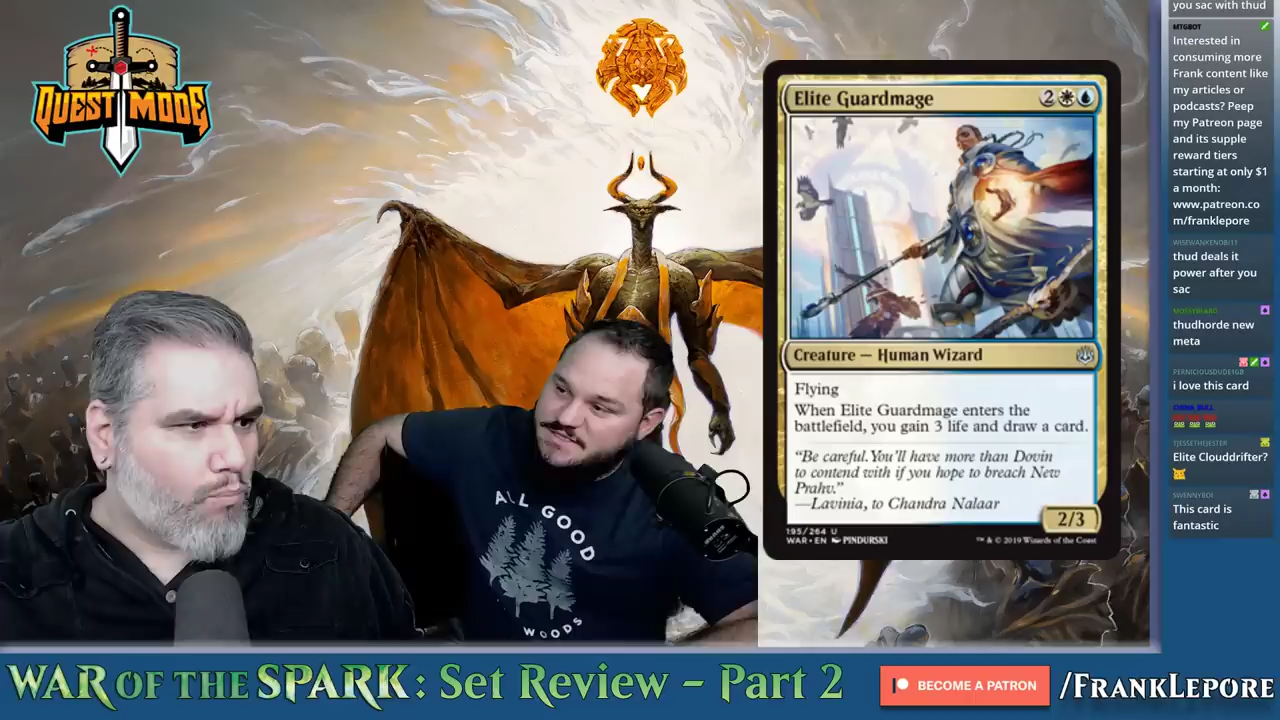 QUEST MODE
Elite Guardmage 2
Creature — Human Wizard
Flying
When Elite Guardmage enters the
battlefield, you gain 3 life and draw a card.
“Be careful. You’ll have more than Dovin
to contend with if you hope to breach New
Prahv.”
—Lavinia, to Chandra Nalaar
2/3
195/264 U
WAR • EN PINDURSKI
™ & © 2019 Wizards of the Coast
ALL GOOD
WOODS
you sac with thud
MTGBOT
Interested in
consuming more
Frank content like
my articles or
podcasts? Peep
my Patreon page
and its supple
reward tiers
starting at only $1
a month:
www.patreon.co
m/franklepore
WISEWANKENOBI11
thud deals it
power after you
sac
MOSSYBEARD
thudhorde new
meta
PERNICIOUSDUDE1GB
i love this card
TJESSETHEJESTER
Elite Clouddrifter?
SWENNYBOI
This card is
fantastic
WAR OF THE SPARK: Set Review - Part 2
BECOME A PATRON
/FRANKLEPORE